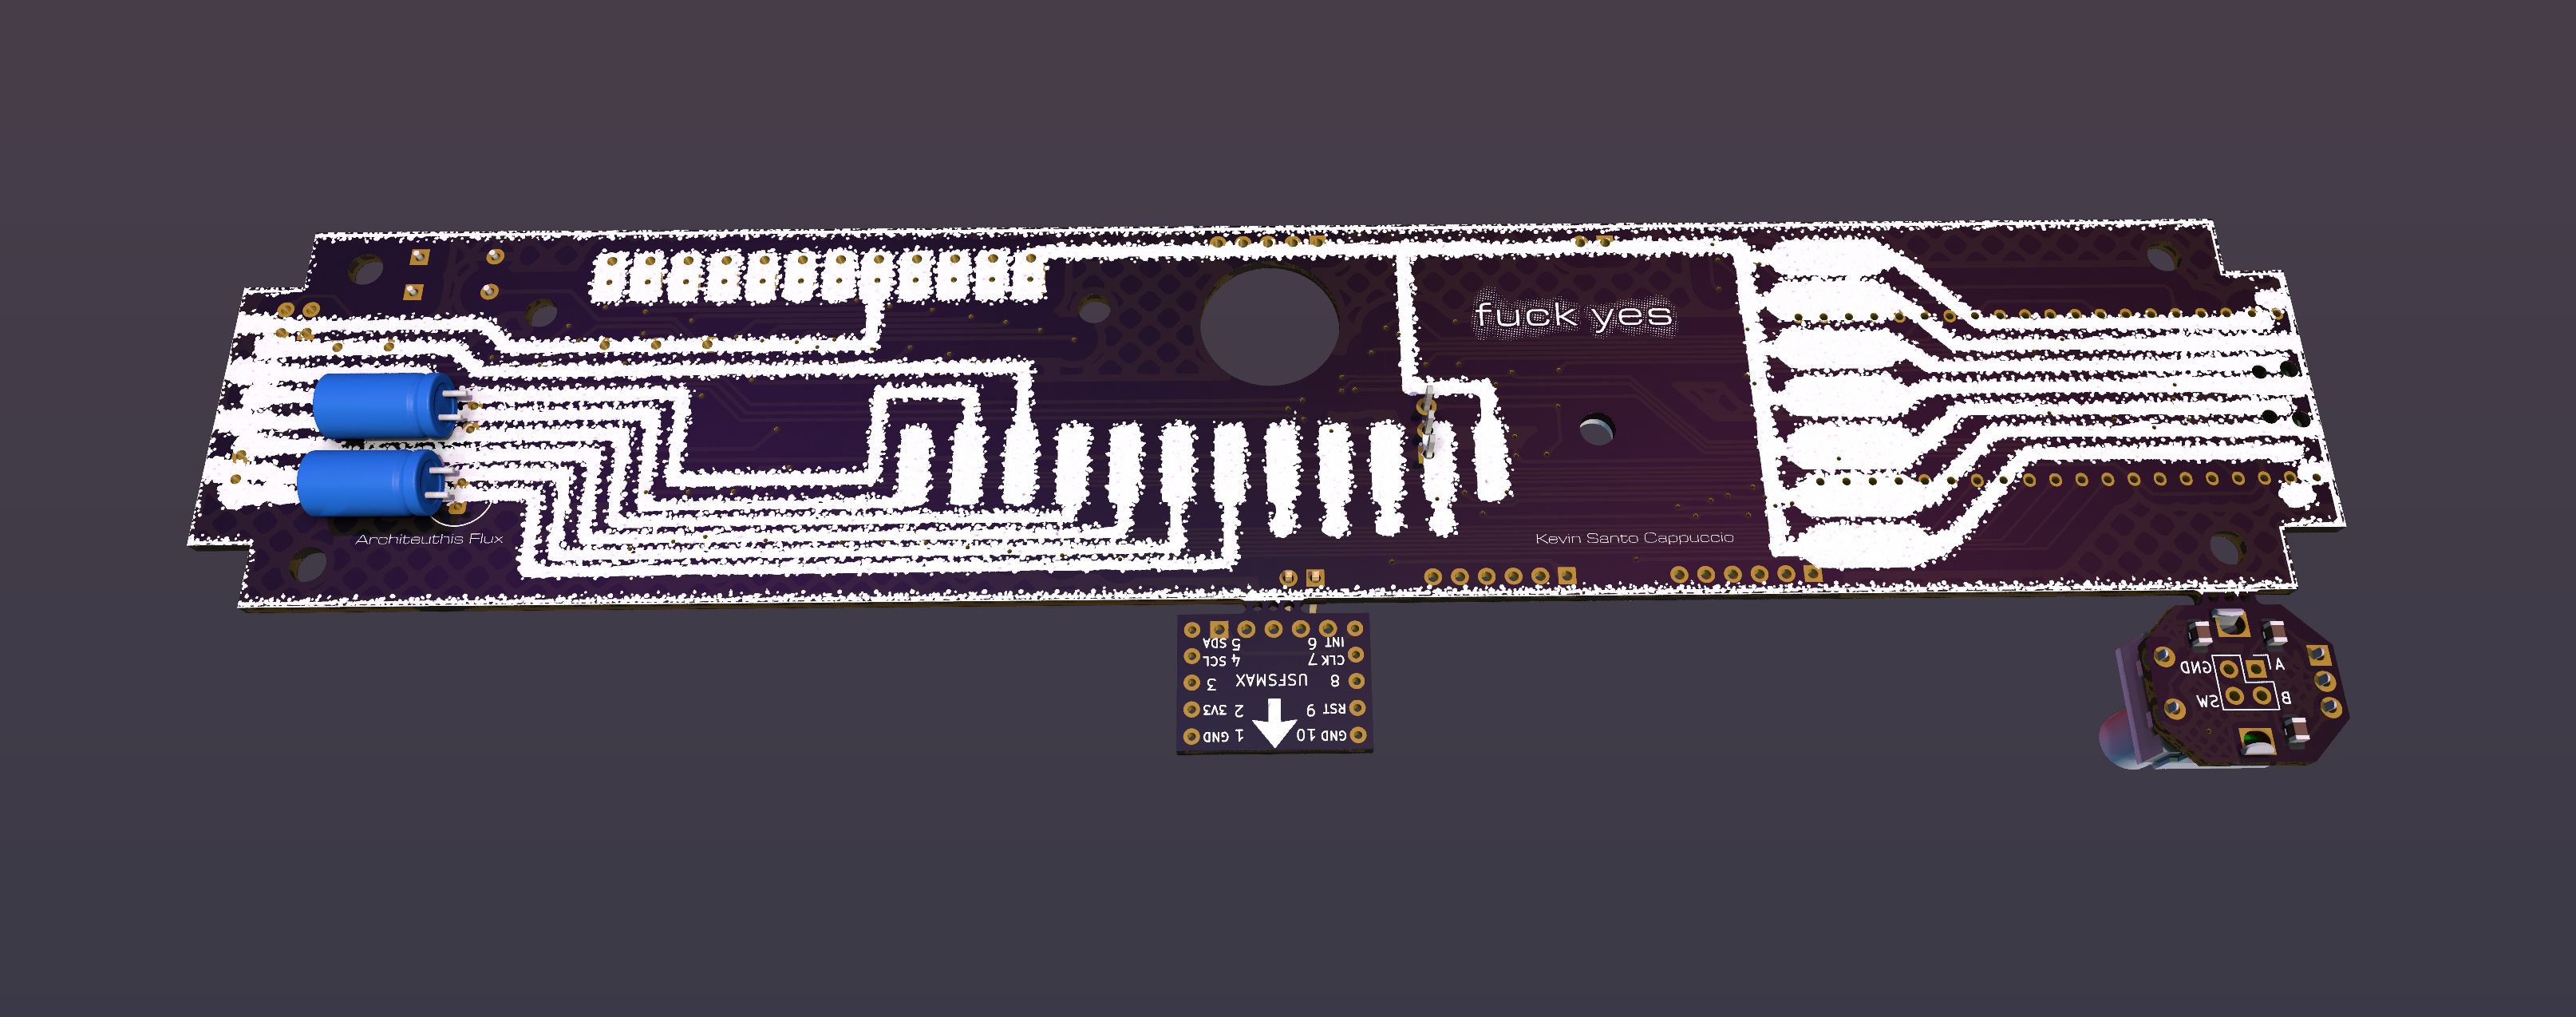 fuck yes
Architeuthis Flux
Kevin Santo Cappuccio
SDA 5 6 INT
SCL 4 7 CLK
3 USFSMAX 8
3V3 2 9 RST
GND 1 10 GND
GND A
SW B